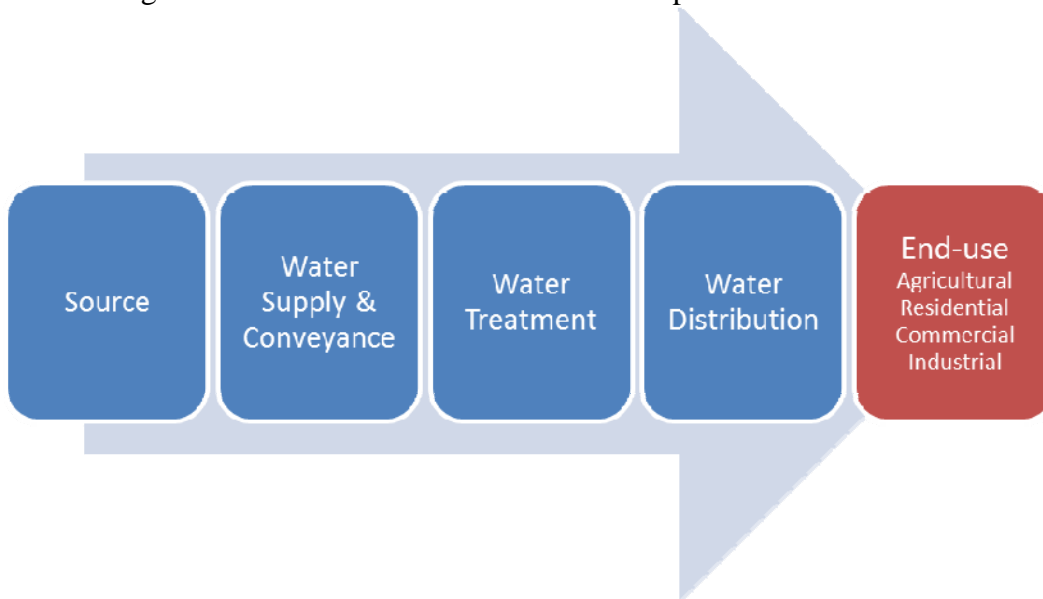 Source
Water
Supply &
Conveyance
Water
Treatment
Water
Distribution
End-use
Agricultural
Residential
Commercial
Industrial